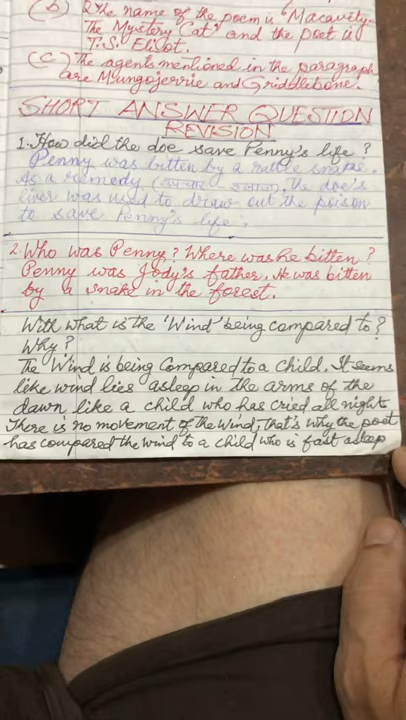 (b) The name of the poem is "Macavity-
The Mystery Cat" and the poet is
T.S. Eliot.
(C) The agents mentioned in the paragraph
are Mungojerrie and Griddlebone.
SHORT ANSWER QUESTION
REVISION
1. How did the doe save Penny's life?
Penny was bitten by a rattle snake.
As a remedy the doe's
liver was used to draw out the poison
to save Penny's life.
2 Who was Penny? Where was he bitten?
Penny was Jody's father. He was bitten
by a snake in the forest.
With what is the 'Wind' being compared to?
Why?
The Wind is being Compared to a child. It seems
like wind lies asleep in the arms of the
dawn, like a child who has cried all night
There is no movement of the Wind, that's why the poet
has compared the wind to a child who is fast asleep